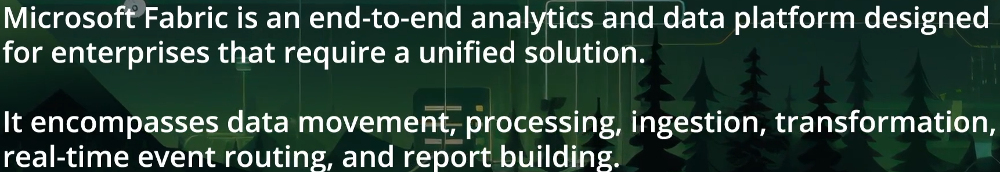 Microsoft Fabric is an end-to-end analytics and data platform designed
for enterprises that require a unified solution.
It encompasses data movement, processing, ingestion, transformation,
real-time event routing, and report building.